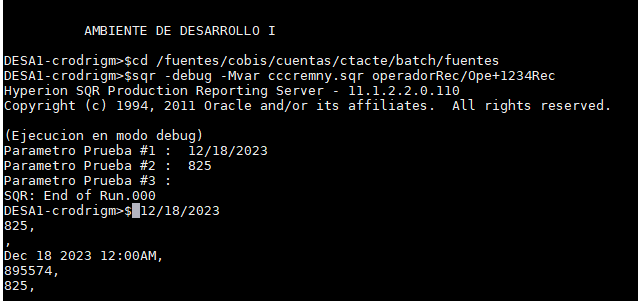 AMBIENTE DE DESARROLLO I
DESA1-crodrigm>$cd /fuentes/cobis/cuentas/ctacte/batch/fuentes
DESA1-crodrigm>$sqr -debug -Mvar cccremny.sqr operadorRec/Ope+1234Rec
Hyperion SQR Production Reporting Server - 11.1.2.2.0.110
Copyright (c) 1994, 2011 Oracle and/or its affiliates.  All rights reserved.
(Ejecucion en modo debug)
Parametro Prueba #1 :  12/18/2023
Parametro Prueba #2 :  825
Parametro Prueba #3 :
SQR: End of Run.000
DESA1-crodrigm>$ 12/18/2023
825,
,
Dec 18 2023 12:00AM,
895574,
825,